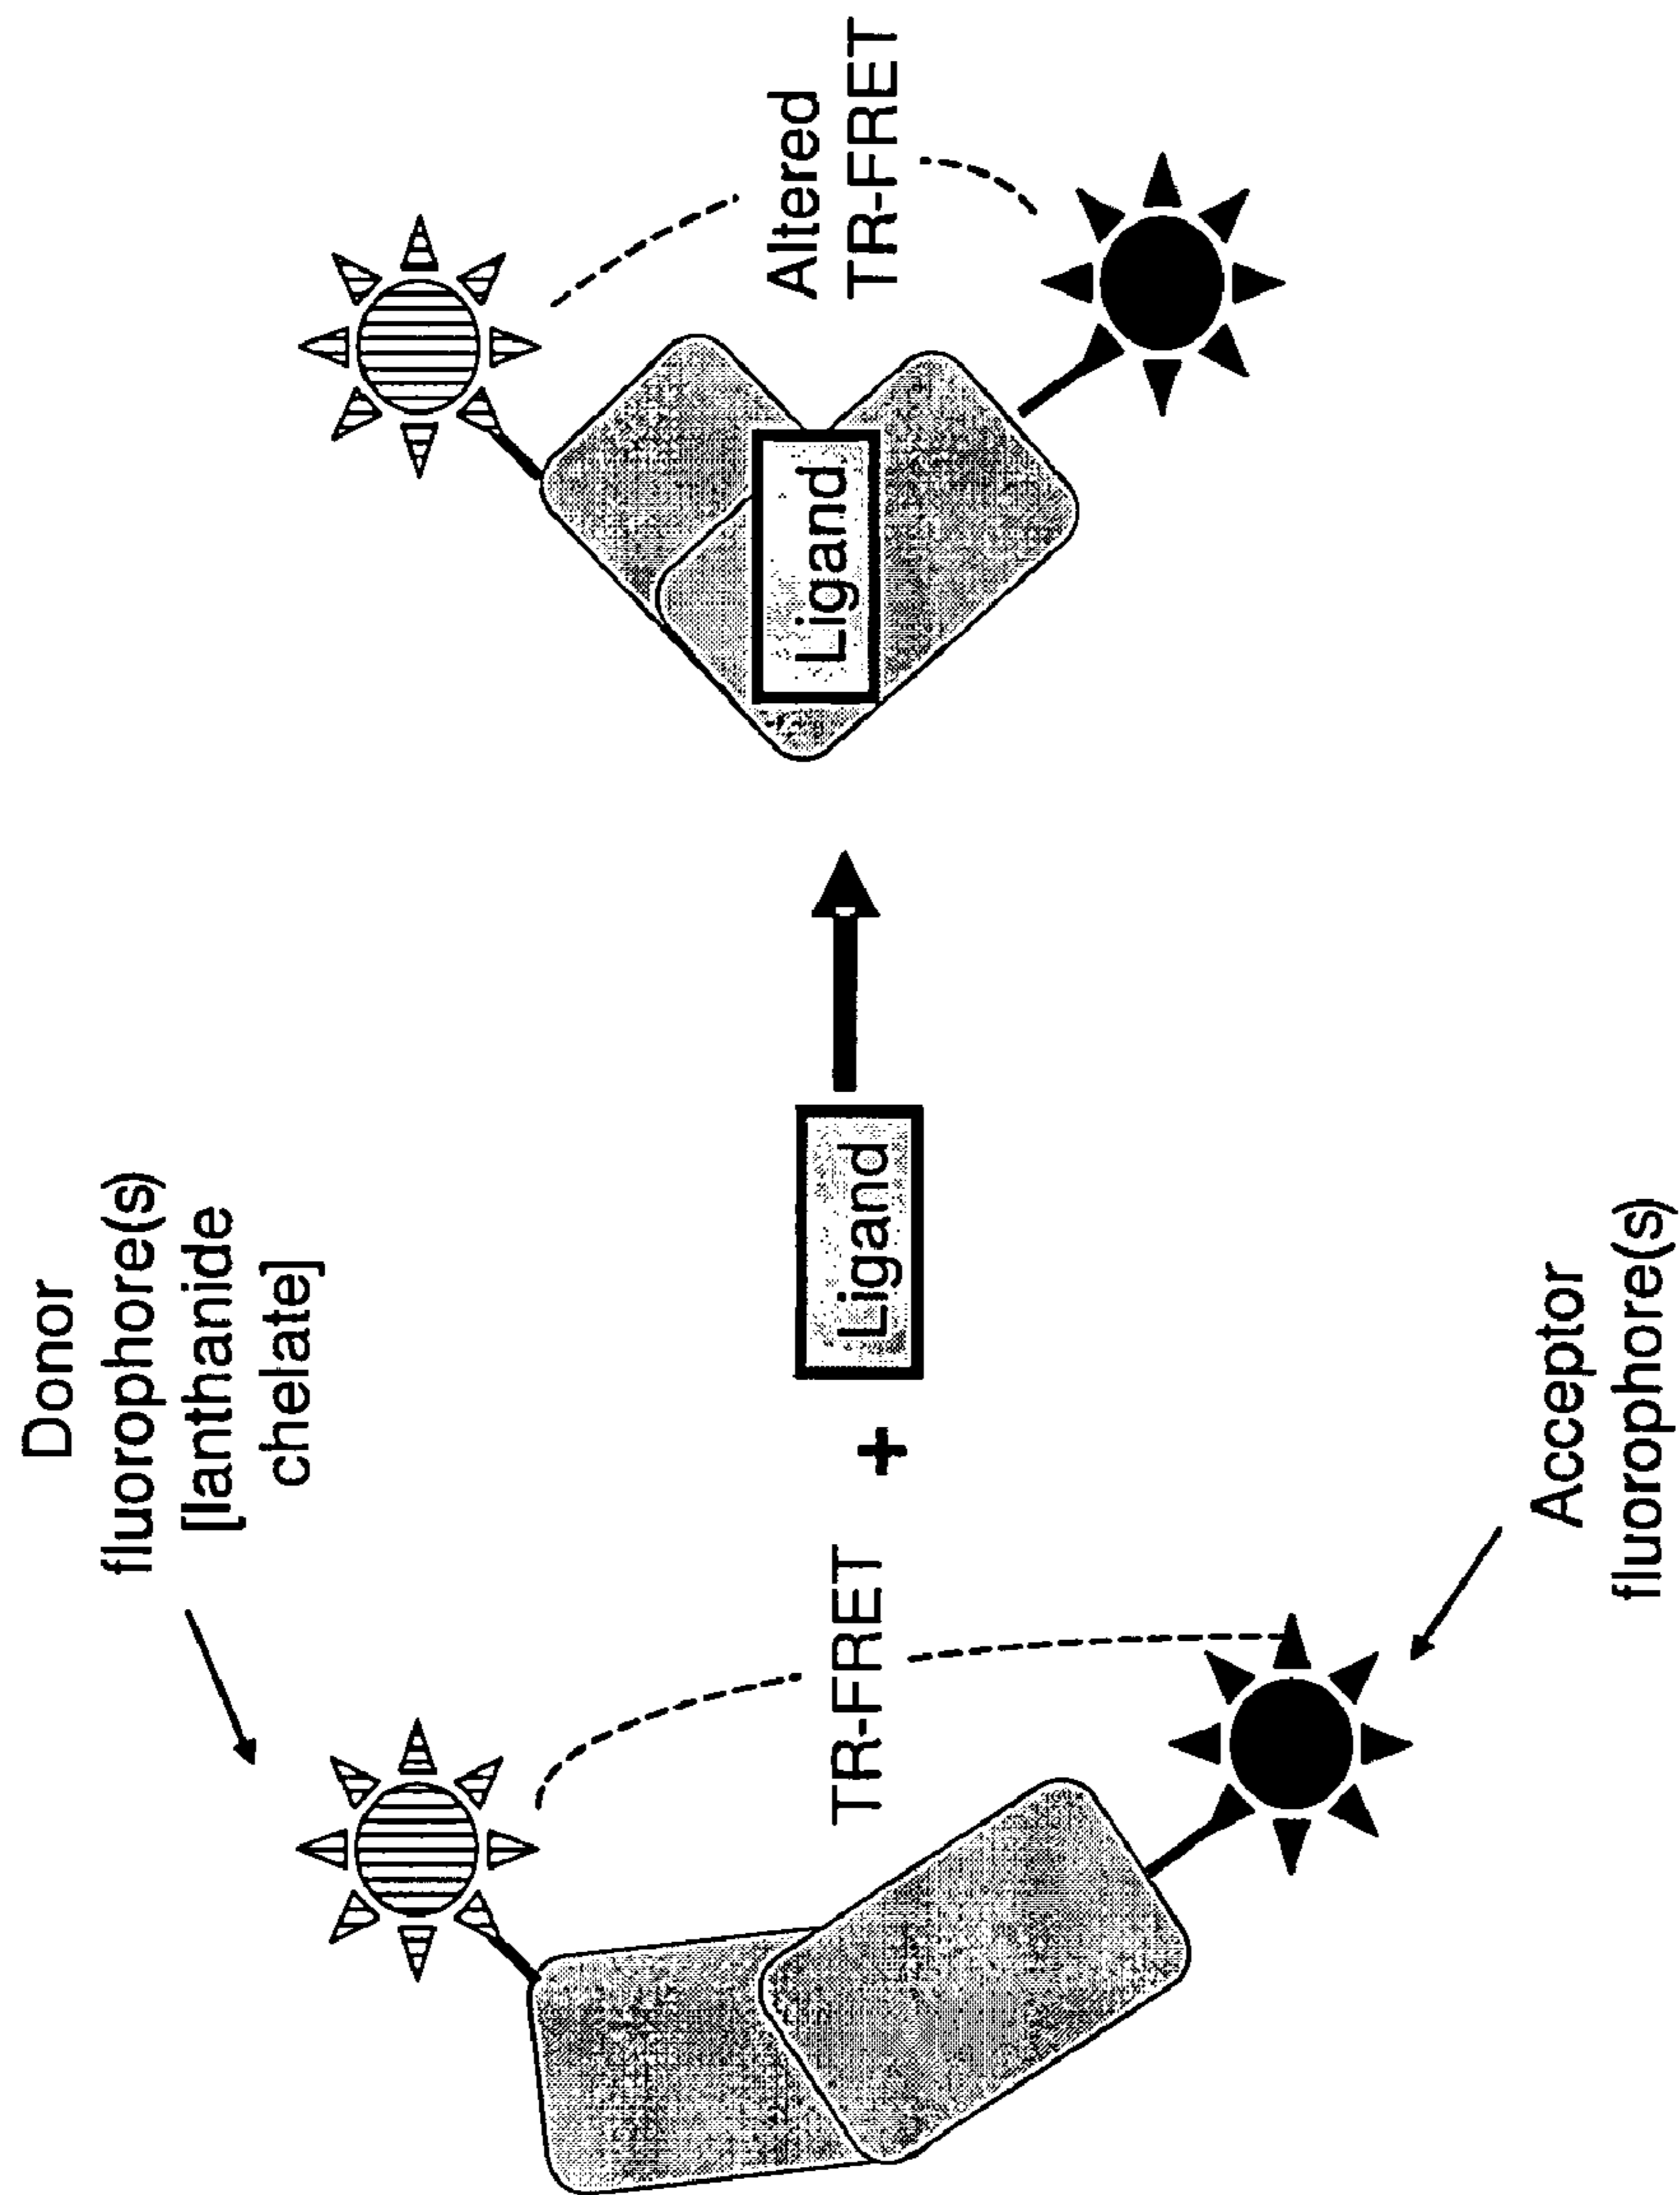 Donor
fluorophore(s)
[lanthanide
chelate]
TR-FRET
+
Ligand
Acceptor
fluorophore(s)
Ligand
Altered
TR-FRET